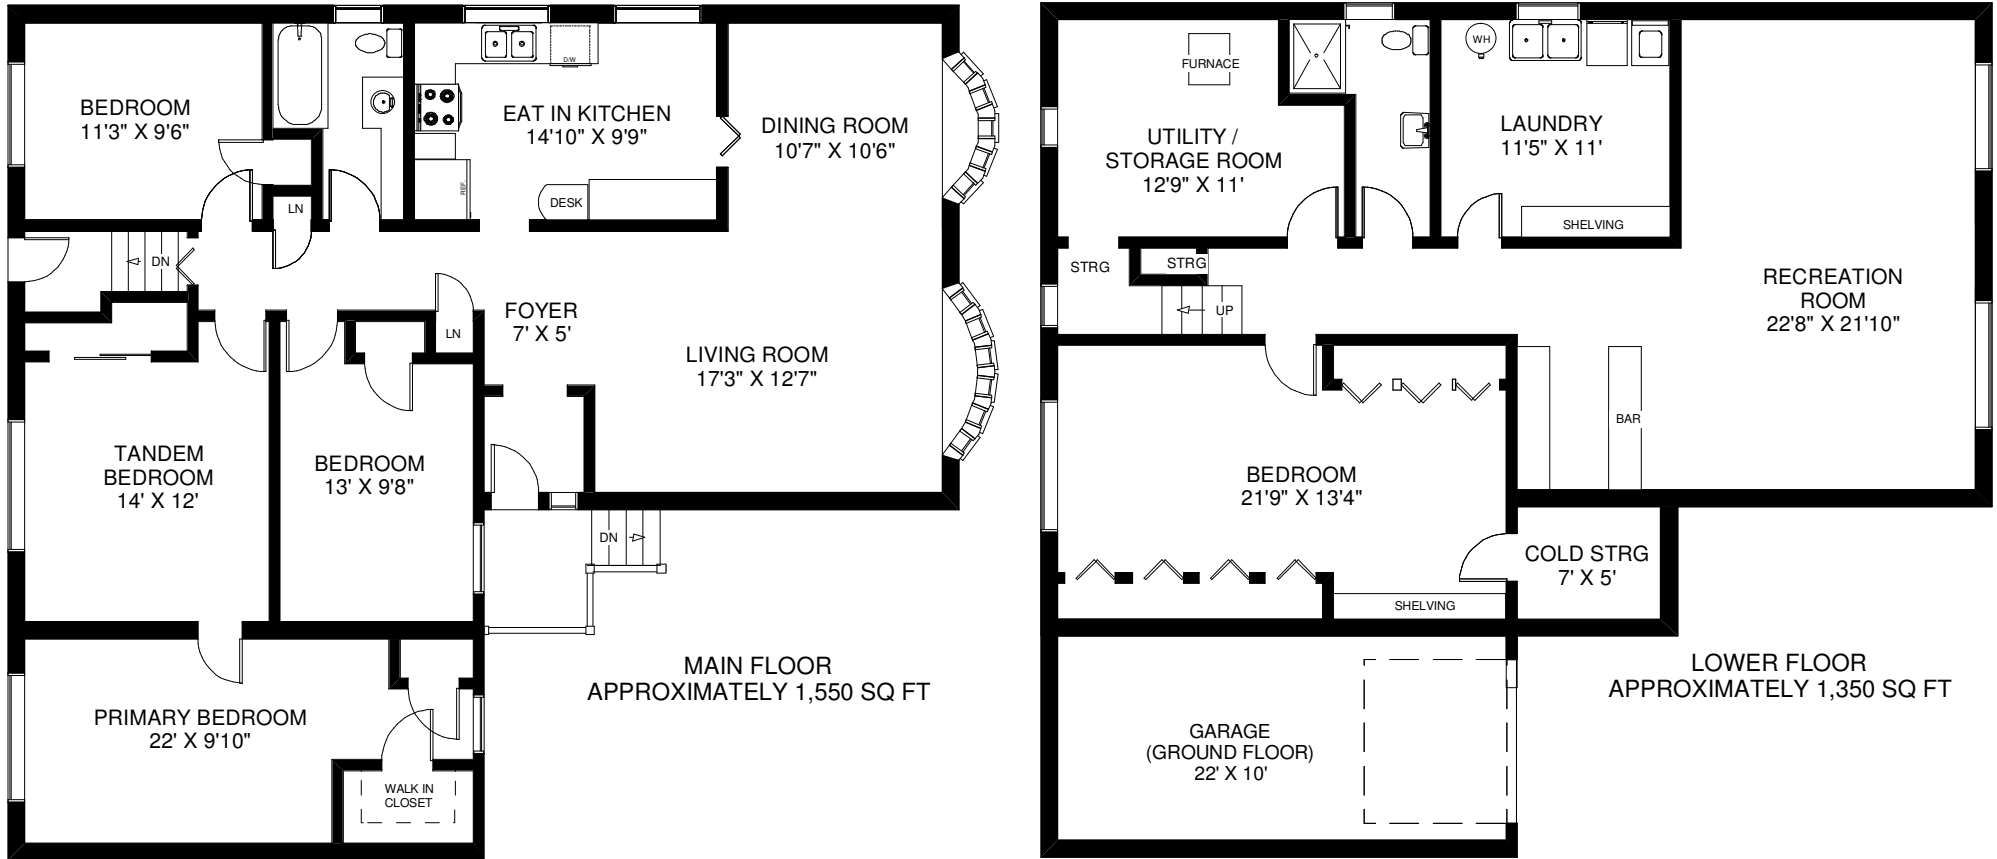 BEDROOM
11'3" X 9'6"
D/W
EAT IN KITCHEN
14'10" X 9'9"
DINING ROOM
10'7" X 10'6"
REF.
DESK
LN
DN
FOYER
7' X 5'
LN
LIVING ROOM
17'3" X 12'7"
TANDEM
BEDROOM
14' X 12'
BEDROOM
13' X 9'8"
DN
MAIN FLOOR
APPROXIMATELY 1,550 SQ FT
PRIMARY BEDROOM
22' X 9'10"
WALK IN
CLOSET
FURNACE
WH
UTILITY /
STORAGE ROOM
12'9" X 11'
LAUNDRY
11'5" X 11'
SHELVING
STRG
STRG
UP
RECREATION
ROOM
22'8" X 21'10"
BAR
BEDROOM
21'9" X 13'4"
COLD STRG
7' X 5'
SHELVING
LOWER FLOOR
APPROXIMATELY 1,350 SQ FT
GARAGE
(GROUND FLOOR)
22' X 10'